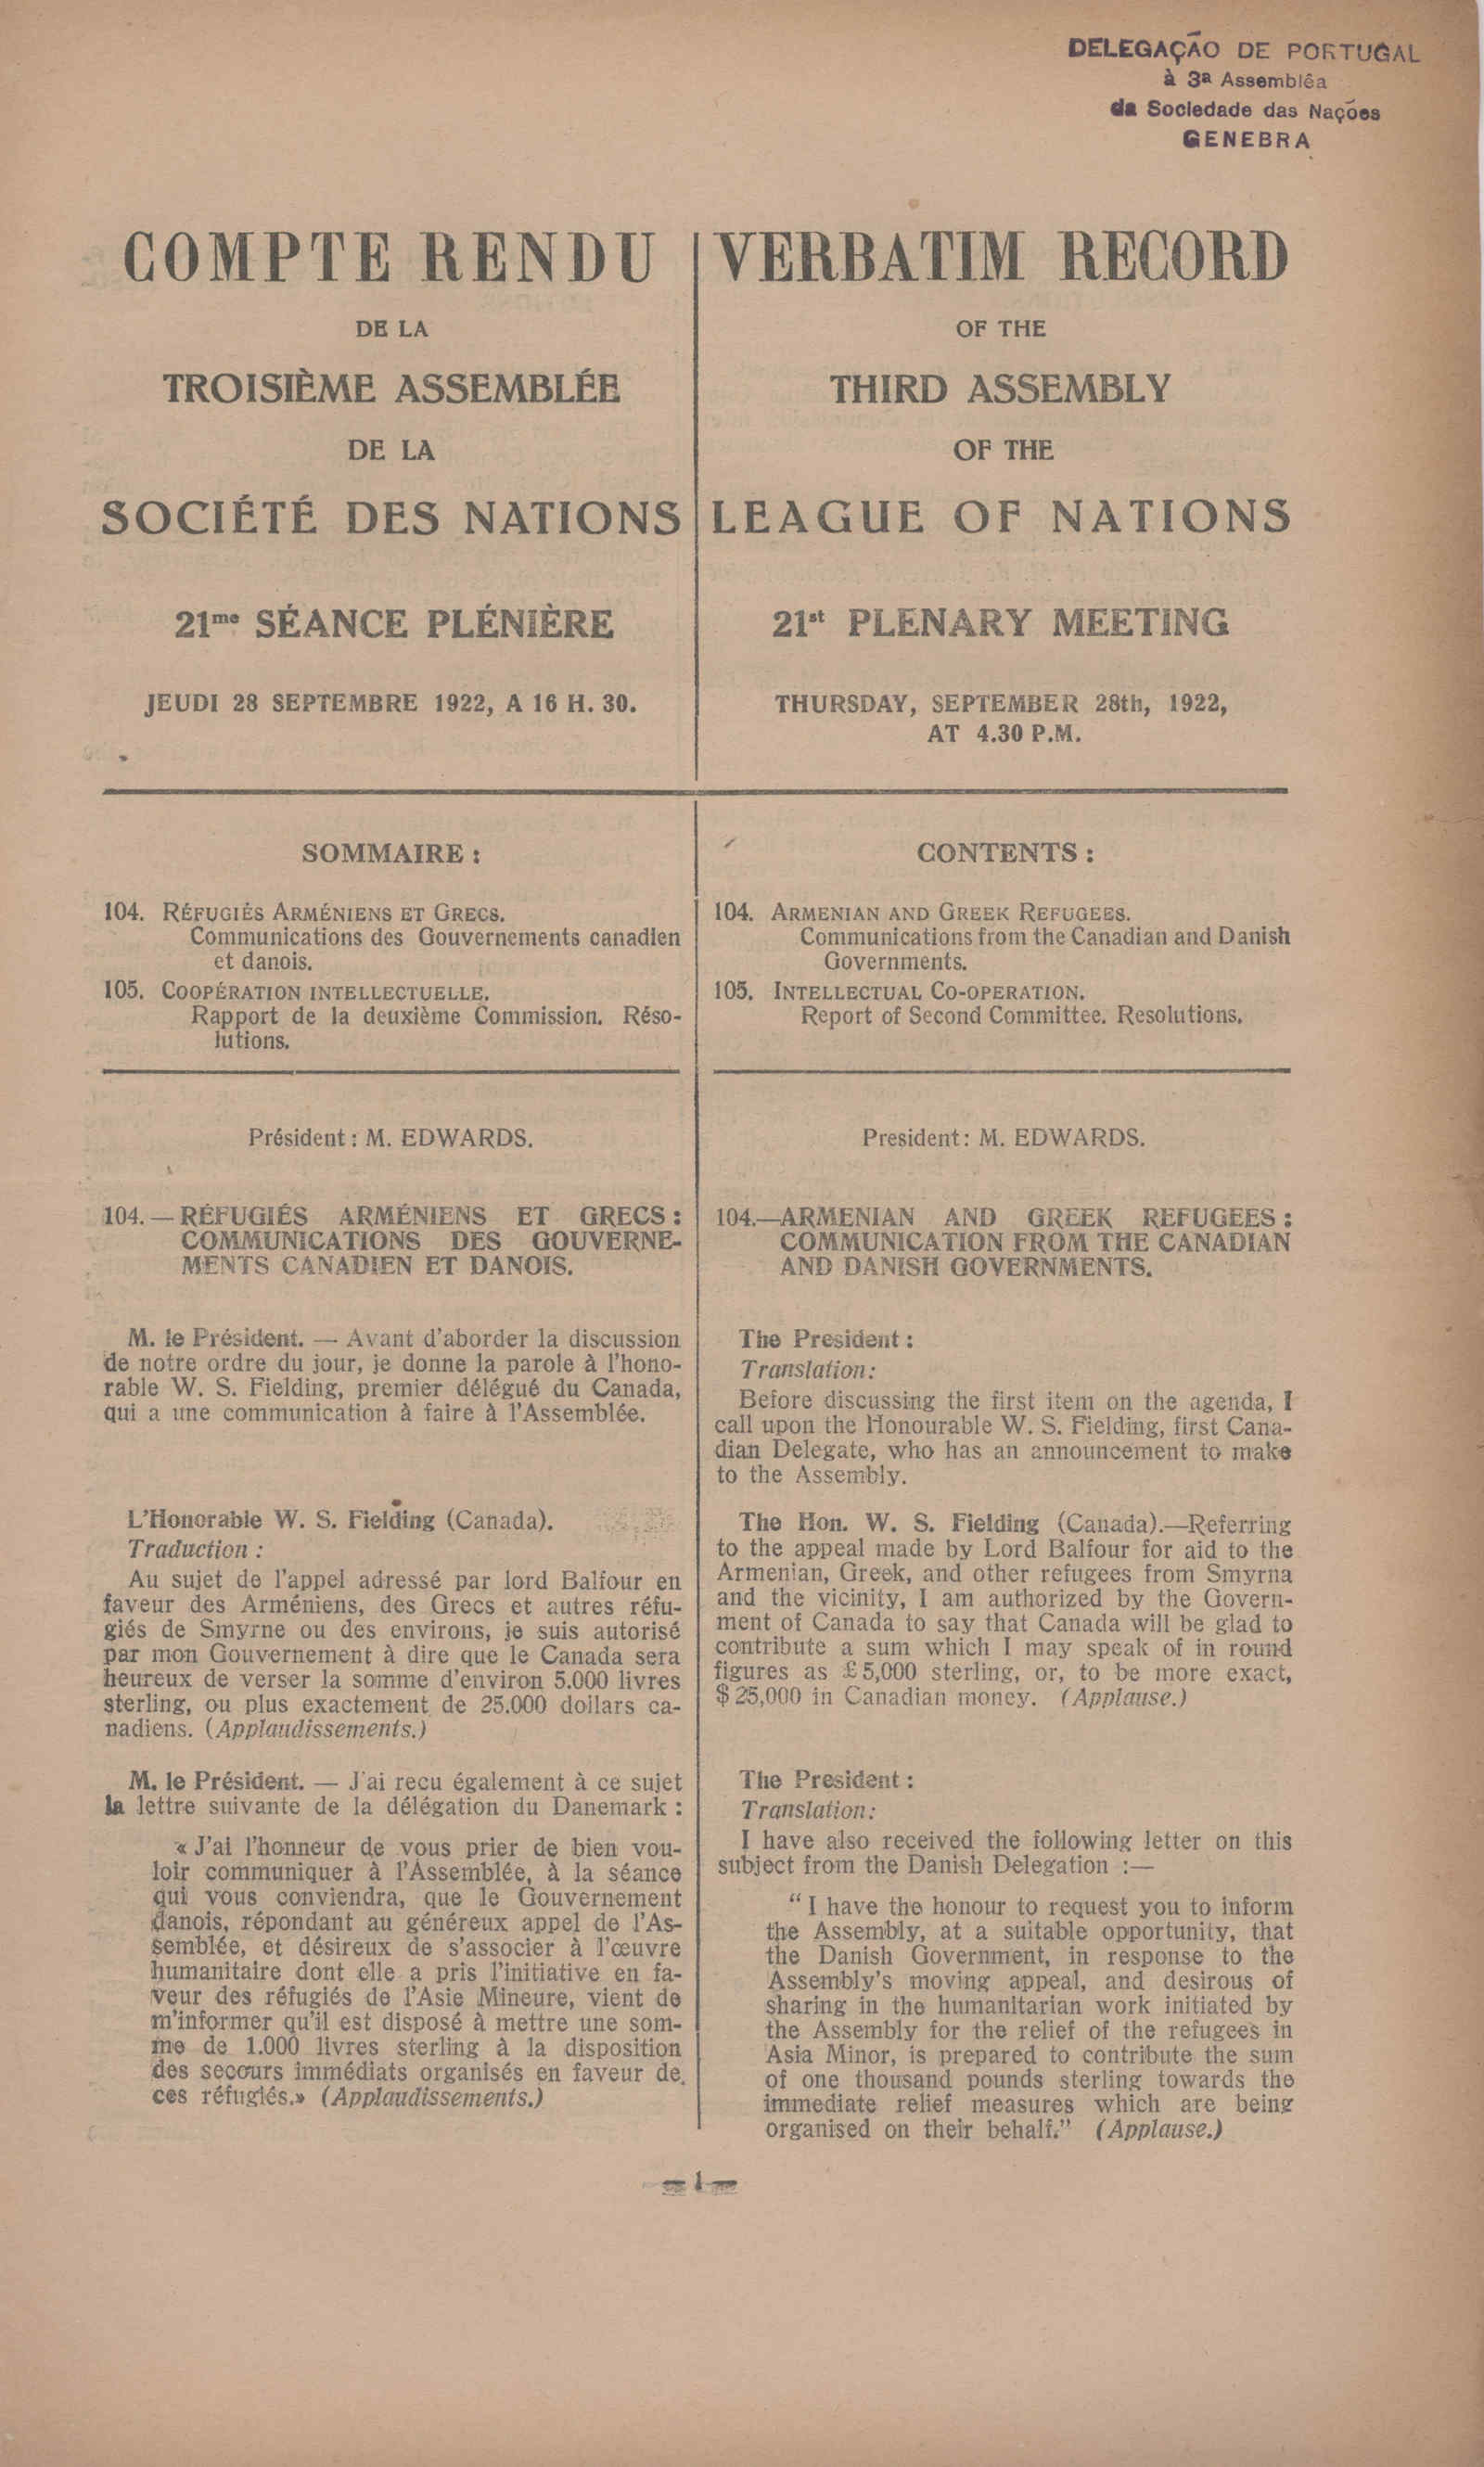 DELEGAÇÃO DE PORTUGAL
à 3ª Assemblêa
da Sociedade das Nações
GENEBRA
COMPTE RENDU
DE LA
TROISIÈME ASSEMBLÉE
DE LA
SOCIÉTÉ DES NATIONS
21me SÉANCE PLÉNIÈRE
JEUDI 28 SEPTEMBRE 1922, A 16 H. 30.
SOMMAIRE :
104. RÉFUGIÉS ARMÉNIENS ET GRECS.
Communications des Gouvernements canadien
et danois.
105. COOPÉRATION INTELLECTUELLE.
Rapport de la deuxième Commission. Réso-
lutions.
Président : M. EDWARDS.
104. — RÉFUGIÉS ARMÉNIENS ET GRECS :
COMMUNICATIONS DES GOUVERNE-
MENTS CANADIEN ET DANOIS.
M. le Président. — Avant d'aborder la discussion
de notre ordre du jour, je donne la parole à l'hono-
rable W. S. Fielding, premier délégué du Canada,
qui a une communication à faire à l'Assemblée.
L'Honorable W. S. Fielding (Canada).
Traduction :
Au sujet de l'appel adressé par lord Balfour en
faveur des Arméniens, des Grecs et autres réfu-
giés de Smyrne ou des environs, je suis autorisé
par mon Gouvernement à dire que le Canada sera
heureux de verser la somme d'environ 5.000 livres
sterling, ou plus exactement de 25.000 dollars ca-
nadiens. (Applaudissements.)
M. le Président. — J'ai recu également à ce sujet
la lettre suivante de la délégation du Danemark :
« J'ai l'honneur de vous prier de bien vou-
loir communiquer à l'Assemblée, à la séance
qui vous conviendra, que le Gouvernement
danois, répondant au généreux appel de l'As-
semblée, et désireux de s'associer à l'œuvre
humanitaire dont elle a pris l'initiative en fa-
veur des réfugiés de l'Asie Mineure, vient de
m'informer qu'il est disposé à mettre une som-
me de 1.000 livres sterling à la disposition
des secours immédiats organisés en faveur de
ces réfugiés.» (Applaudissements.)
VERBATIM RECORD
OF THE
THIRD ASSEMBLY
OF THE
LEAGUE OF NATIONS
21st PLENARY MEETING
THURSDAY, SEPTEMBER 28th, 1922,
AT 4.30 P.M.
CONTENTS :
104. ARMENIAN AND GREEK REFUGEES.
Communications from the Canadian and Danish
Governments.
105. INTELLECTUAL CO-OPERATION.
Report of Second Committee. Resolutions.
President : M. EDWARDS.
104.—ARMENIAN AND GREEK REFUGEES :
COMMUNICATION FROM THE CANADIAN
AND DANISH GOVERNMENTS.
The President :
Translation:
Before discussing the first item on the agenda, I
call upon the Honourable W. S. Fielding, first Cana-
dian Delegate, who has an announcement to make
to the Assembly.
The Hon. W. S. Fielding (Canada).—Referring
to the appeal made by Lord Balfour for aid to the
Armenian, Greek, and other refugees from Smyrna
and the vicinity, I am authorized by the Govern-
ment of Canada to say that Canada will be glad to
contribute a sum which I may speak of in round
figures as £5,000 sterling, or, to be more exact,
$25,000 in Canadian money. (Applause.)
The President :
Translation:
I have also received the following letter on this
subject from the Danish Delegation :—
“I have the honour to request you to inform
the Assembly, at a suitable opportunity, that
the Danish Government, in response to the
Assembly's moving appeal, and desirous of
sharing in the humanitarian work initiated by
the Assembly for the relief of the refugees in
Asia Minor, is prepared to contribute the sum
of one thousand pounds sterling towards the
immediate relief measures which are being
organised on their behalf.” (Applause.)
— 1 —